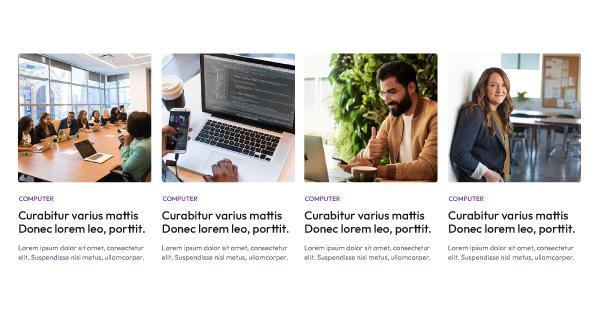 COMPUTER
Curabitur varius mattis
Donec lorem leo, porttit.
Lorem ipsum dolor sit amet, consectetur
elit. Suspendisse nisl metus, ullamcorper.
COMPUTER
Curabitur varius mattis
Donec lorem leo, porttit.
Lorem ipsum dolor sit amet, consectetur
elit. Suspendisse nisl metus, ullamcorper.
COMPUTER
Curabitur varius mattis
Donec lorem leo, porttit.
Lorem ipsum dolor sit amet, consectetur
elit. Suspendisse nisl metus, ullamcorper.
COMPUTER
Curabitur varius mattis
Donec lorem leo, porttit.
Lorem ipsum dolor sit amet, consectetur
elit. Suspendisse nisl metus, ullamcorper.